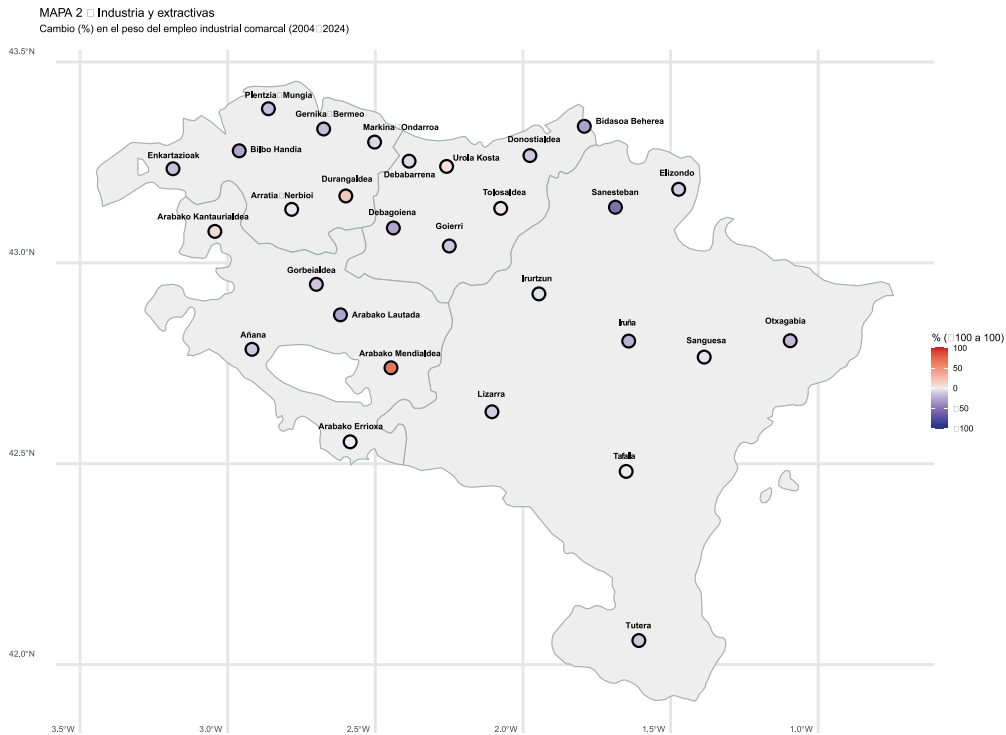 MAPA 2 □ Industria y extractivas
Cambio (%) en el peso del empleo industrial comarcal (2004□2024)
43.5°N
Plentzia□Mungia
Gernika□Bermeo
Bidasoa Beherea
Markina□Ondarroa
Donostialdea
Bilbo Handia
Enkartazioak
Urola Kosta
Debabarrena
Elizondo
Durangaldea
Tolosaldea
Sanesteban
Arratia□Nerbioi
Arabako Kantaurialdea
Debagoiena
Goierri
43.0°N
Gorbeialdea
Irurtzun
Arabako Lautada
Iruña
Otxagabia
Añana
Sanguesa
Arabako Mendialdea
Lizarra
Arabako Errioxa
Tafalla
42.5°N
% (□100 a 100)
100
50
0
□50
□100
Tutera
42.0°N
3.5°W
3.0°W
2.5°W
2.0°W
1.5°W
1.0°W